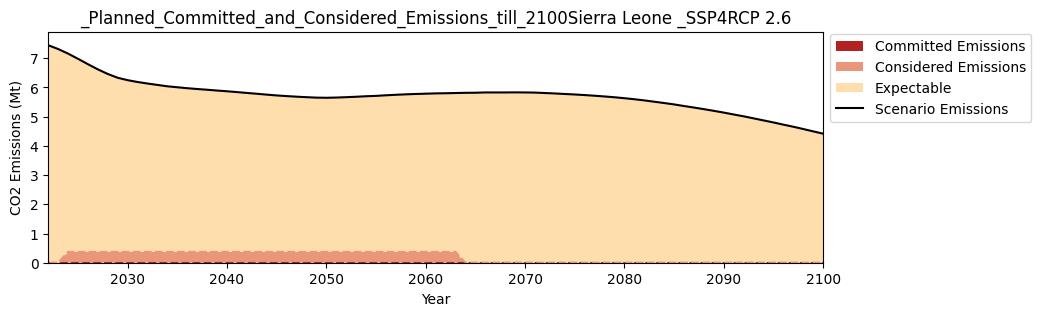 _Planned_Committed_and_Considered_Emissions_till_2100Sierra Leone _SSP4RCP 2.6
CO2 Emissions (Mt)
7
6
5
4
3
2
1
0
2030 2040 2050 2060 2070 2080 2090 2100
Year
Committed Emissions
Considered Emissions
Expectable
Scenario Emissions